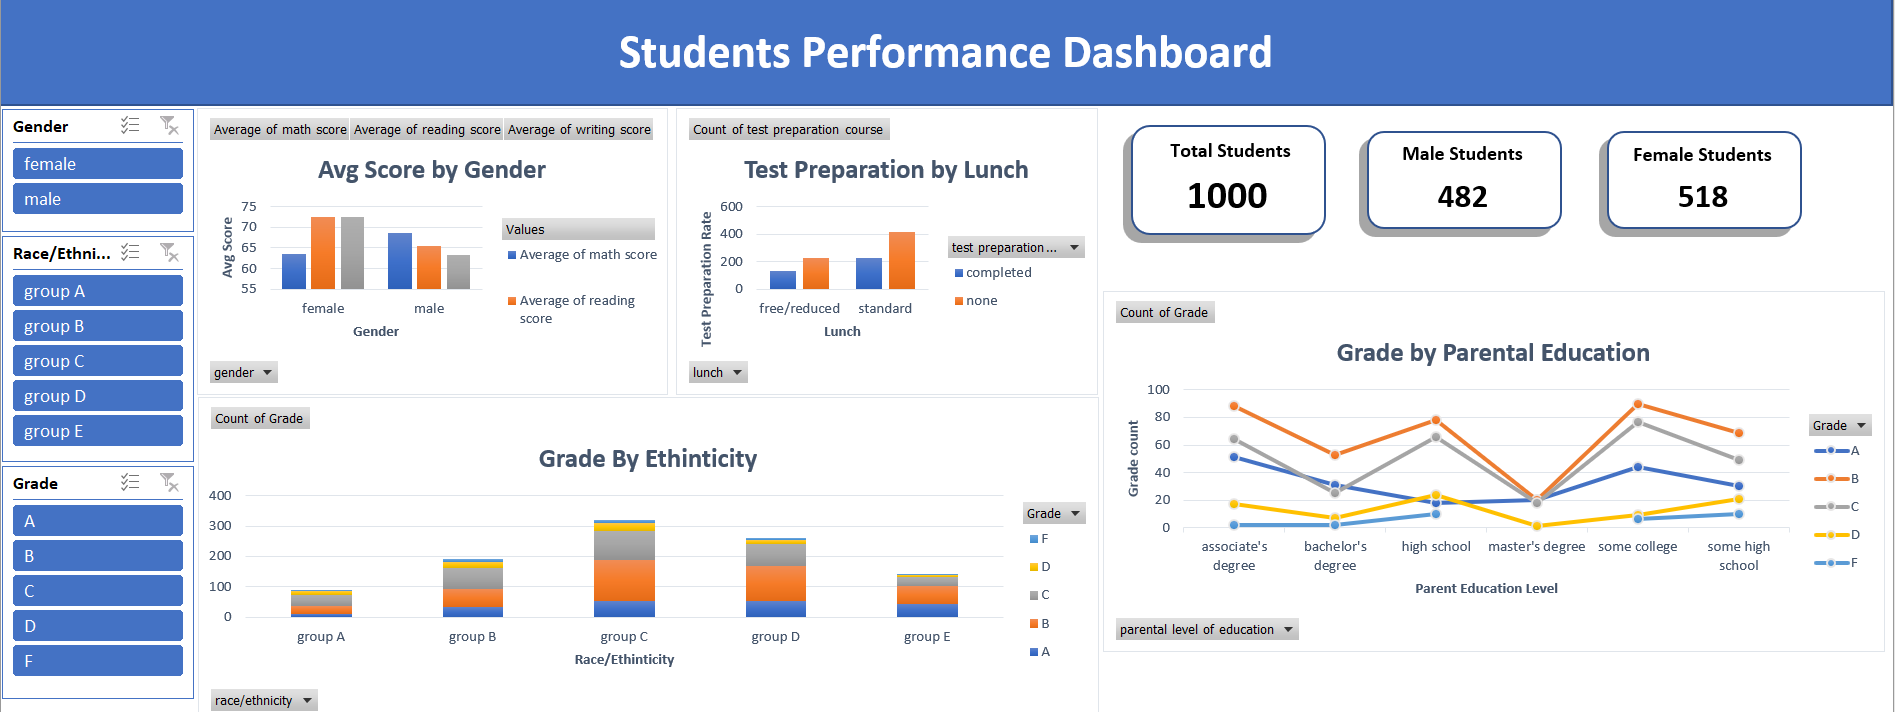 Students Performance Dashboard
Gender
female
male
Race/Ethni...
group A
group B
group C
group D
group E
Grade
A
B
C
D
F
Average of math score
Average of reading score
Average of writing score
Avg Score by Gender
75
70
65
60
55
Avg Score
female
male
Gender
Values
Average of math score
Average of reading
score
gender
Count of test preparation course
Test Preparation by Lunch
600
400
200
0
Test Preparation Rate
free/reduced
standard
Lunch
test preparation ...
completed
none
lunch
Total Students
1000
Male Students
482
Female Students
518
Count of Grade
Grade By Ethinticity
400
300
200
100
0
group A
group B
group C
group D
group E
Race/Ethinticity
Grade
F
D
C
B
A
race/ethnicity
Count of Grade
Grade by Parental Education
100
80
60
40
20
0
Grade count
associate's
degree
bachelor's
degree
high school
master's degree
some college
some high
school
Parent Education Level
Grade
A
B
C
D
F
parental level of education